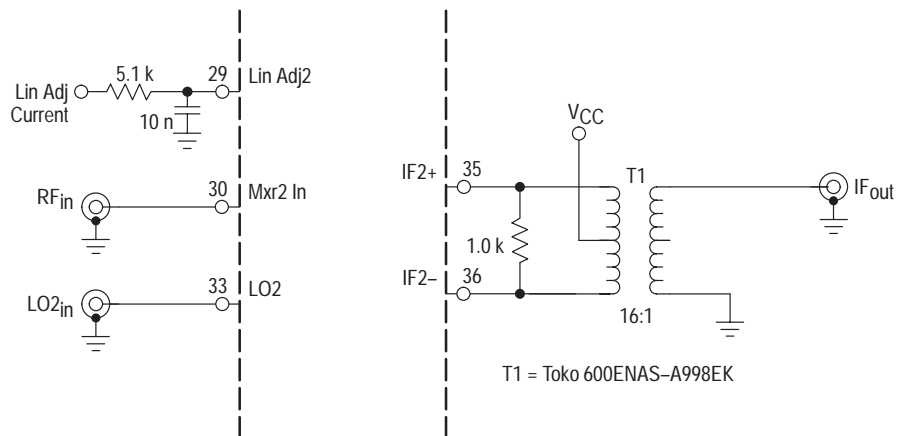 5.1 k
29
Lin Adj2
Lin Adj
Current
10 n
VCC
RFin
30
Mxr2 In
IF2+
35
T1
IFout
1.0 k
LO2in
33
LO2
IF2–
36
16:1
T1 = Toko 600ENAS–A998EK